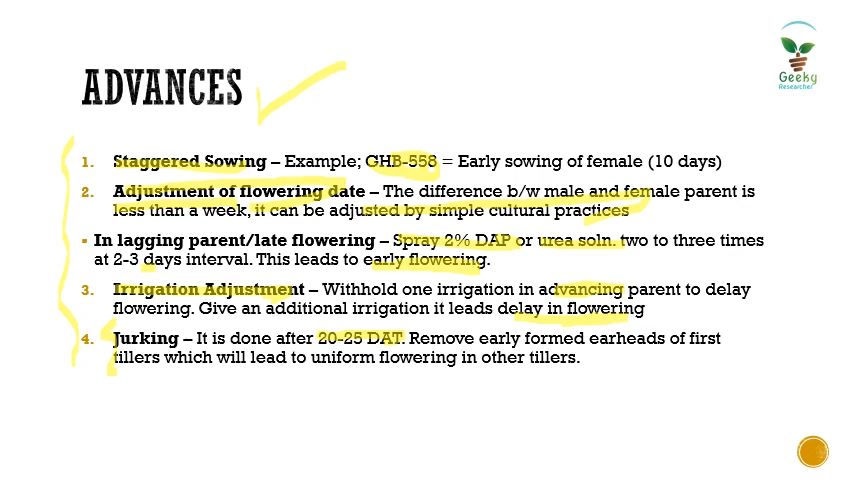 Geeky
Researcher
ADVANCES
1. Staggered Sowing – Example; GHB-558 = Early sowing of female (10 days)
2. Adjustment of flowering date – The difference b/w male and female parent is
less than a week, it can be adjusted by simple cultural practices
▪ In lagging parent/late flowering – Spray 2% DAP or urea soln. two to three times
at 2-3 days interval. This leads to early flowering.
3. Irrigation Adjustment – Withhold one irrigation in advancing parent to delay
flowering. Give an additional irrigation it leads delay in flowering
4. Jurking – It is done after 20-25 DAT. Remove early formed earheads of first
tillers which will lead to uniform flowering in other tillers.